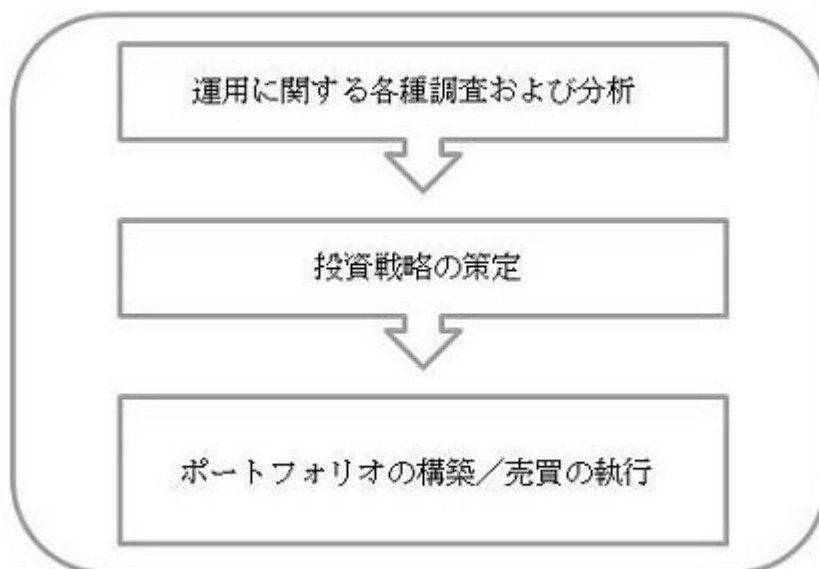 運用に関する各種調査および分析
投資戦略の策定
ポートフォリオの構築／売買の執行